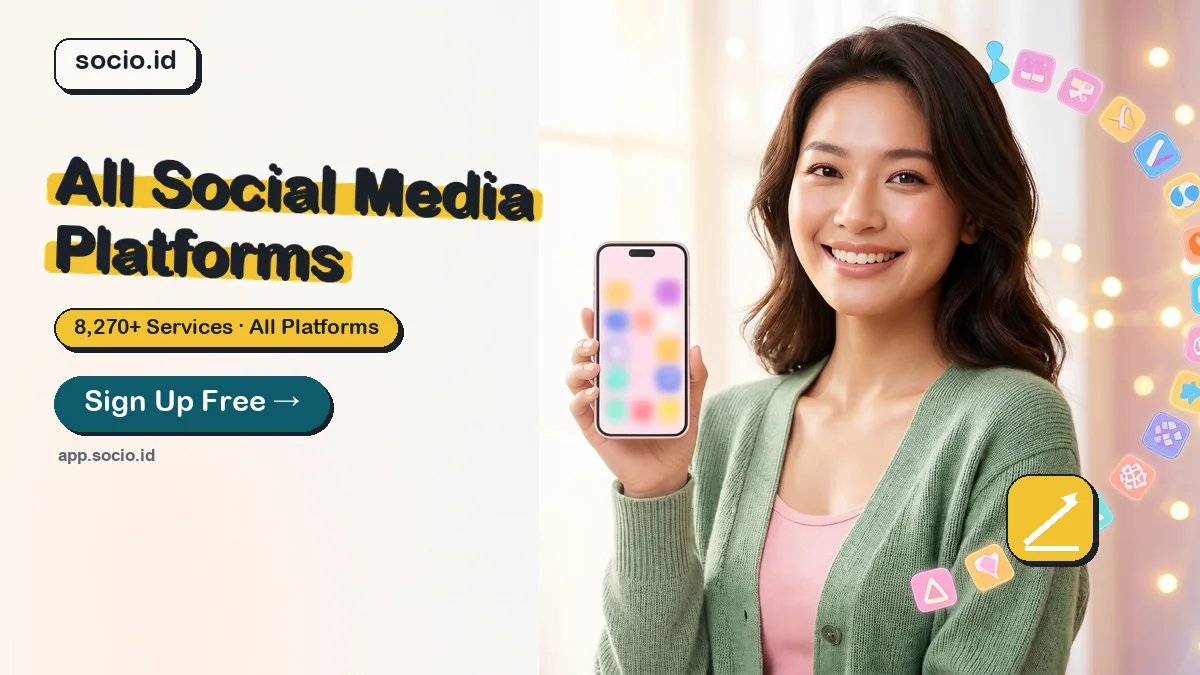 socio.id
All Social Media
Platforms
8,270+ Services · All Platforms
Sign Up Free →
app.socio.id